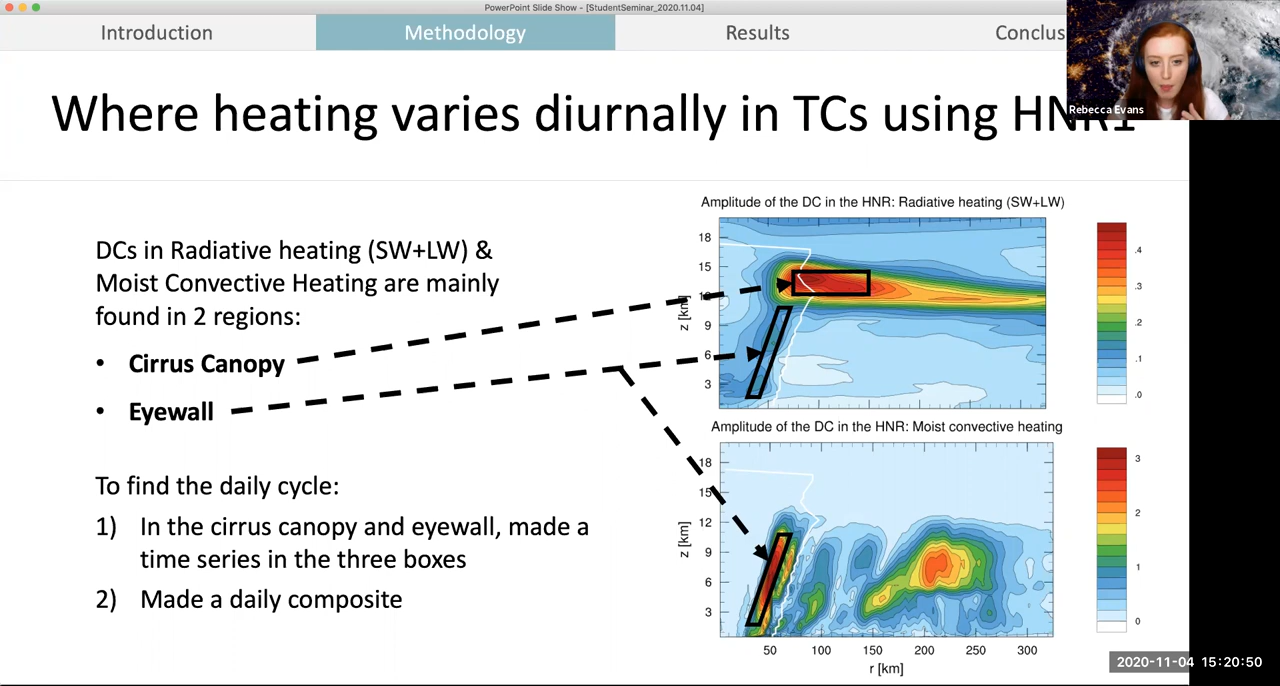 PowerPoint Slide Show - [StudentSeminar_2020.11.04]
Introduction
Methodology
Results
Conclus
Rebecca Evans
Where heating varies diurnally in TCs using HNR1
DCs in Radiative heating (SW+LW) &
Moist Convective Heating are mainly
found in 2 regions:
• Cirrus Canopy
• Eyewall
To find the daily cycle:
1) In the cirrus canopy and eyewall, made a
time series in the three boxes
2) Made a daily composite
Amplitude of the DC in the HNR: Radiative heating (SW+LW)
18
15
12
9
6
3
z [km]
.4
.3
.2
.1
.0
Amplitude of the DC in the HNR: Moist convective heating
18
15
12
9
6
3
z [km]
50 100 150 200 250 300
r [km]
3
2
1
0
2020-11-04 15:20:50